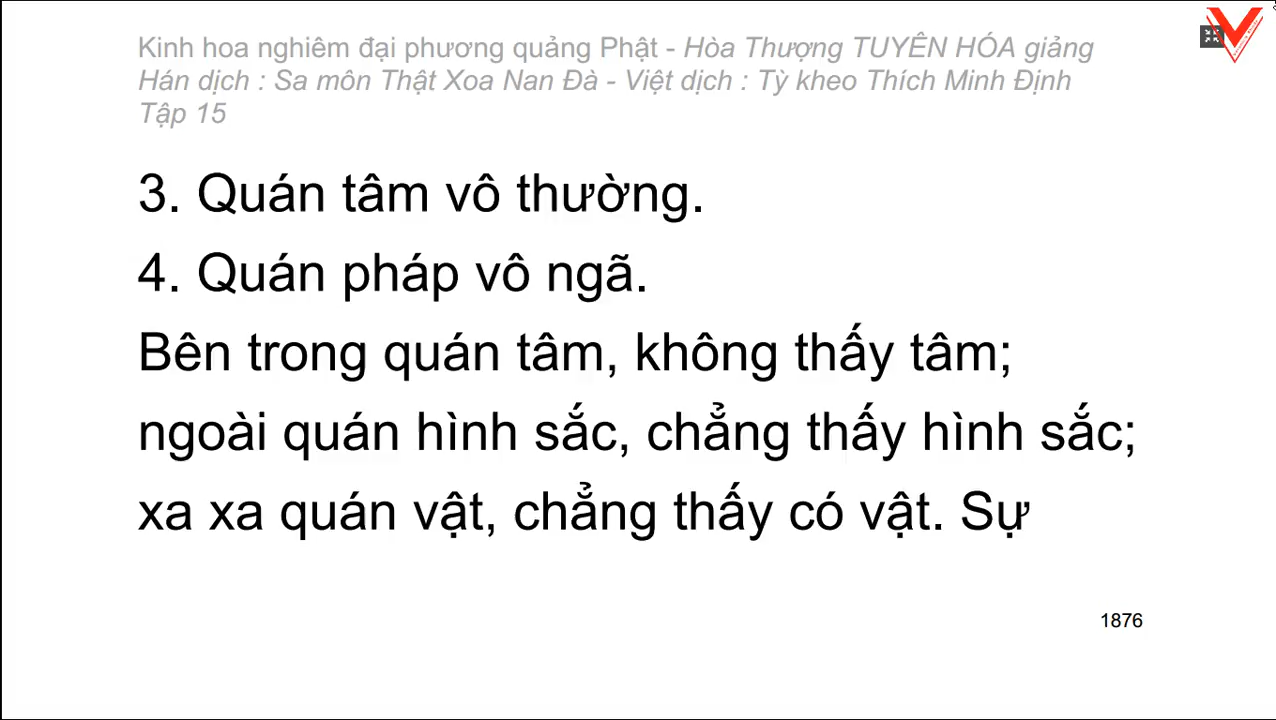 Kinh hoa nghiêm đại phương quảng Phật - Hòa Thượng TUYÊN HÓA giảng
Hán dịch : Sa môn Thật Xoa Nan Đà - Việt dịch : Tỳ kheo Thích Minh Định
Tập 15
3. Quán tâm vô thường.
4. Quán pháp vô ngã.
Bên trong quán tâm, không thấy tâm;
ngoài quán hình sắc, chẳng thấy hình sắc;
xa xa quán vật, chẳng thấy có vật. Sự
1876